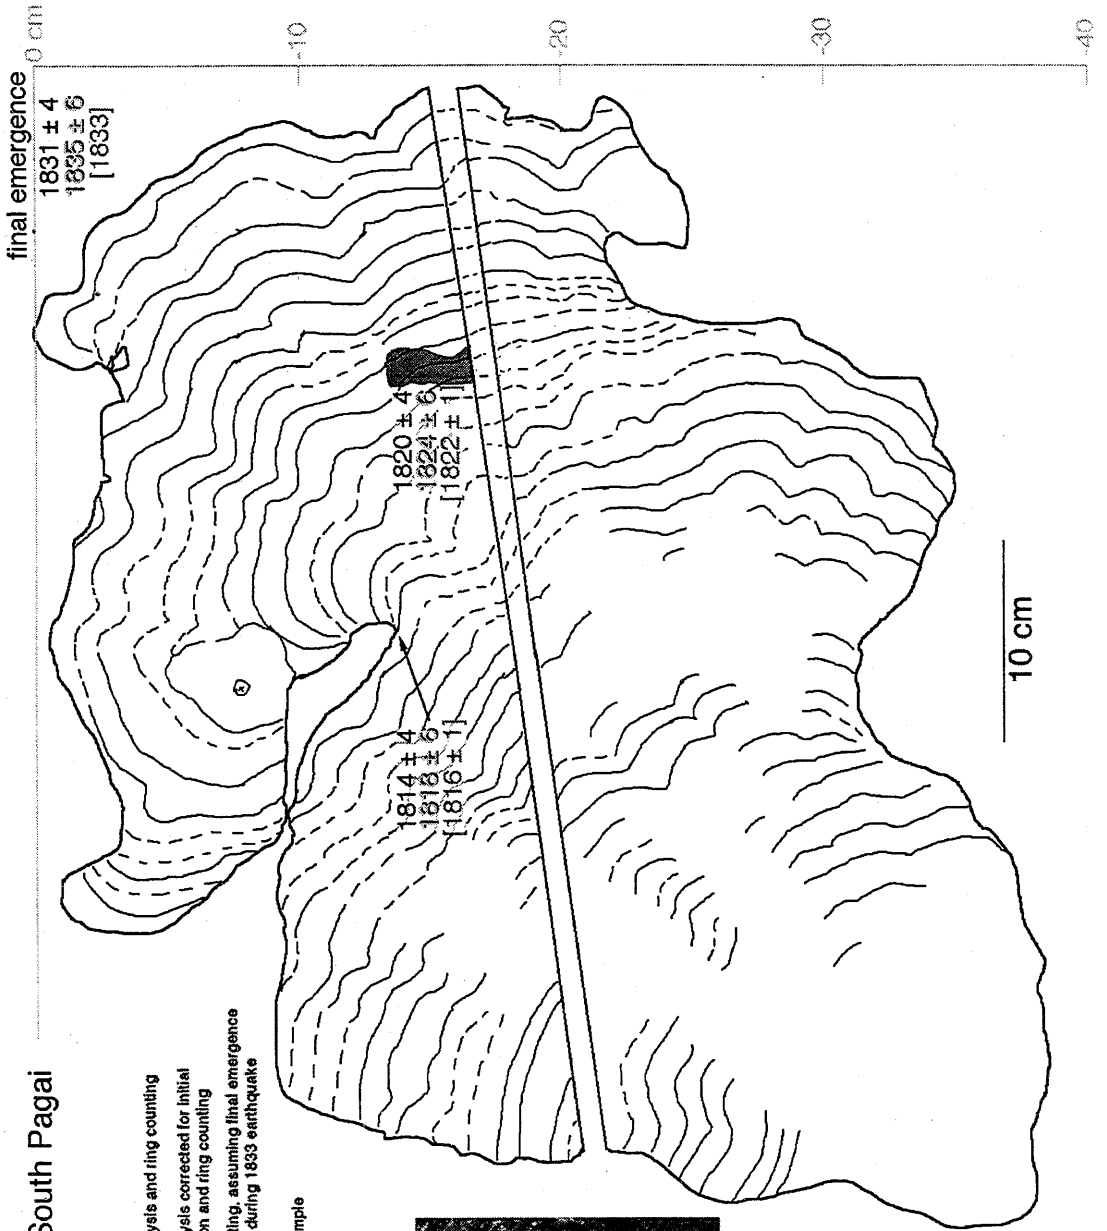 South Pagai
ysis and ring counting
ysis corrected for initial
on and ring counting
ting, assuming final emergence
during 1833 earthquake
mple
final emergence
1831 ± 4
1835 ± 6
[1833]
0 cm
-10
-20
-30
-40
1820 ± 4
1824 ± 6
[1822 ± 1]
1814 ± 4
1818 ± 6
[1816 ± 1]
10 cm